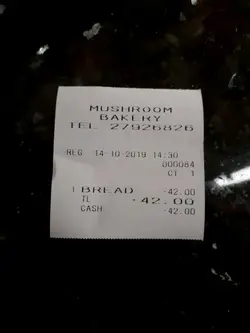 MUSHROOM
BAKERY
TEL 27926826
REG 14-10-2019 14:30
000084
CT 1
1 BREAD ·42.00
TL ·42.00
CASH ·42.00